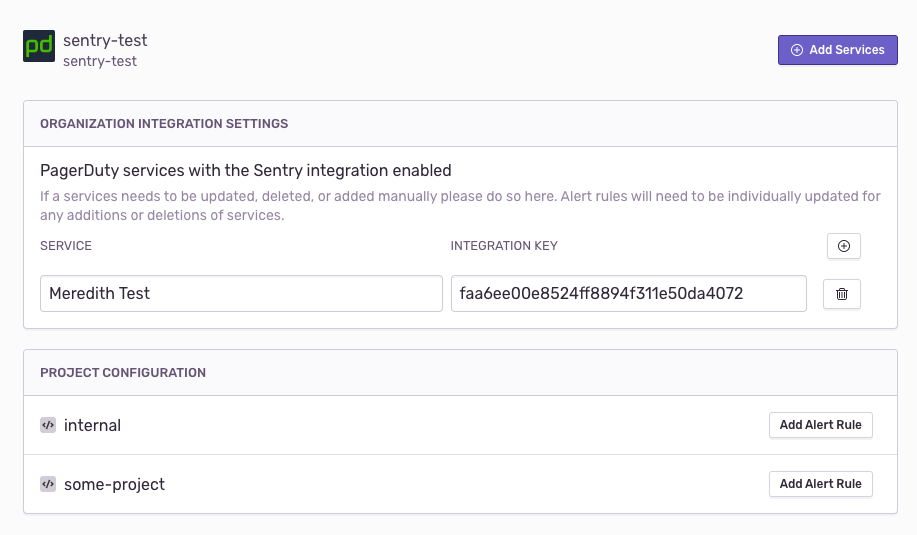 pd
sentry-test
sentry-test
Add Services
ORGANIZATION INTEGRATION SETTINGS
PagerDuty services with the Sentry integration enabled
If a services needs to be updated, deleted, or added manually please do so here. Alert rules will need to be individually updated for
any additions or deletions of services.
SERVICE
INTEGRATION KEY
Meredith Test
faa6ee00e8524ff8894f311e50da4072
PROJECT CONFIGURATION
internal
Add Alert Rule
some-project
Add Alert Rule